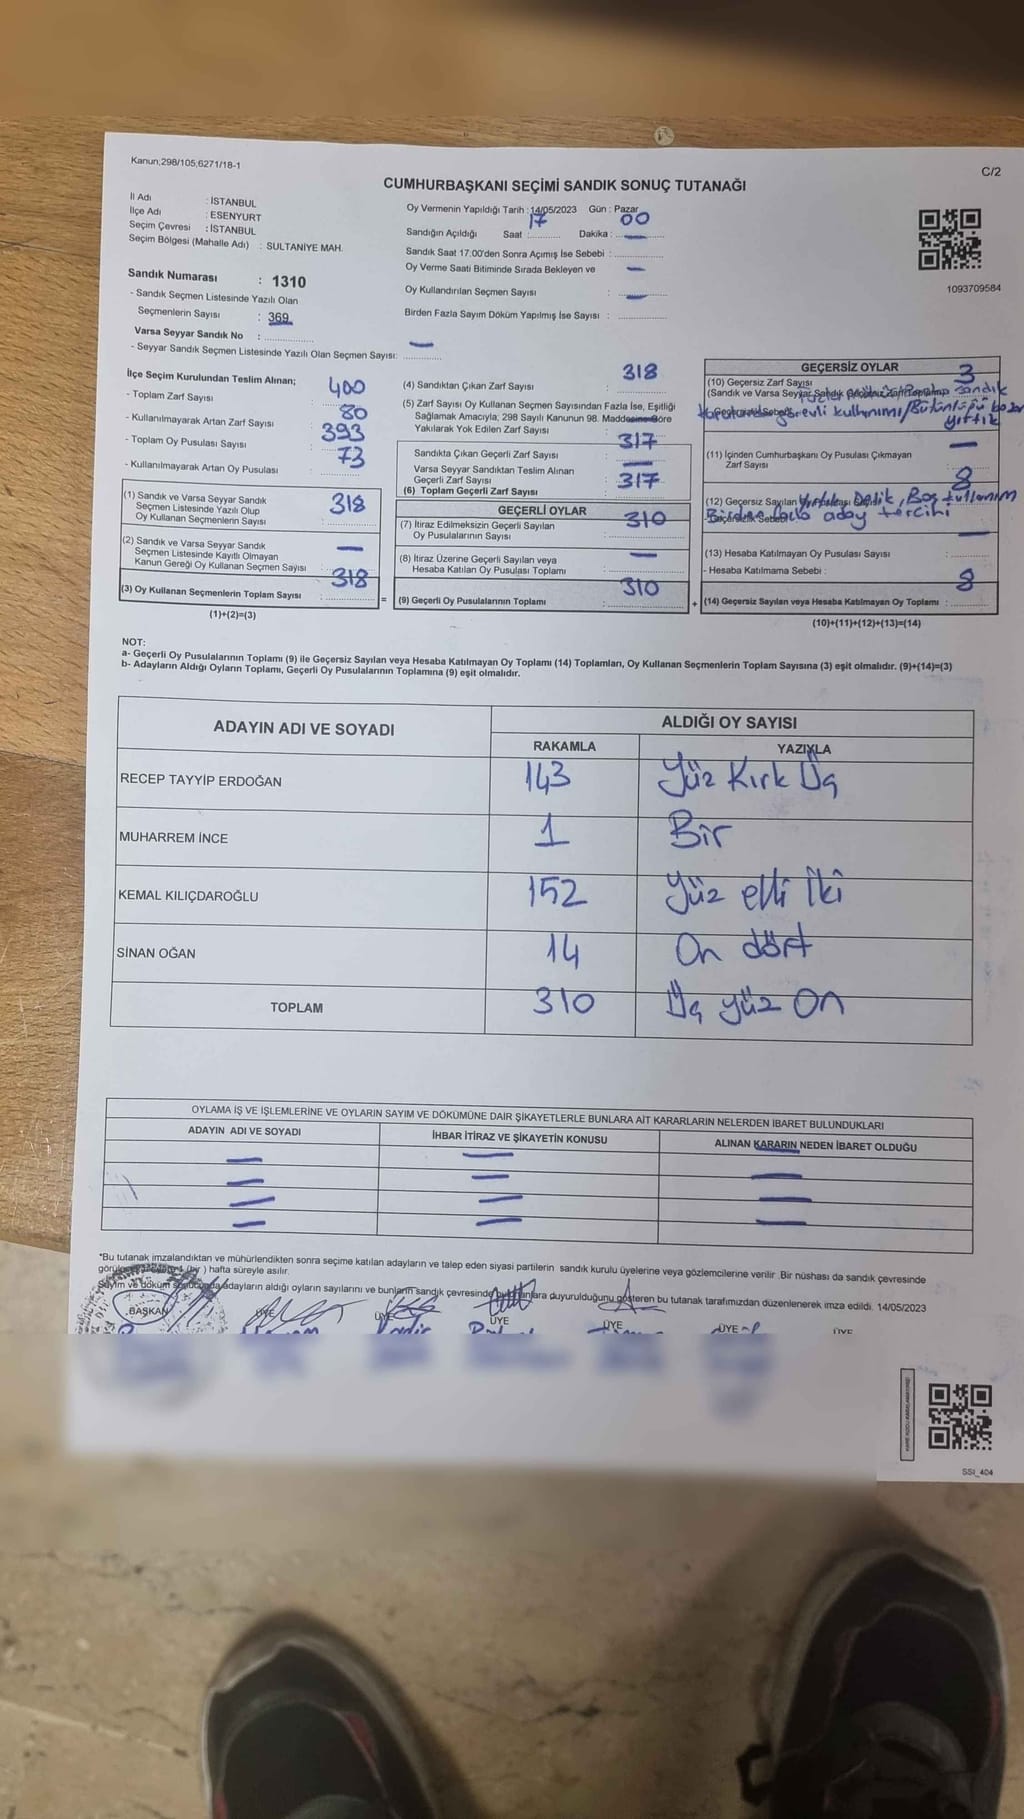 Kanun;298/105,6271/18-1
C/2
CUMHURBAŞKANI SEÇİMİ SANDIK SONUÇ TUTANAĞI
İl Adı : İSTANBUL
İlçe Adı : ESENYURT
Seçim Çevresi : İSTANBUL
Seçim Bölgesi (Mahalle Adı) : SULTANİYE MAH.
Sandık Numarası : 1310
- Sandık Seçmen Listesinde Yazılı Olan
Seçmenlerin Sayısı : 369
Varsa Seyyar Sandık No :
- Seyyar Sandık Seçmen Listesinde Yazılı Olan Seçmen Sayısı: —
Oy Vermenin Yapıldığı Tarih : 14/05/2023 Gün : Pazar
Sandığın Açıldığı Saat : 17 Dakika : 00
Sandık Saat 17.00'den Sonra Açımış İse Sebebi : —
Oy Verme Saati Bitiminde Sırada Bekleyen ve
Oy Kullandırılan Seçmen Sayısı : —
Birden Fazla Sayım Döküm Yapılmış İse Sayısı : —
1093709584
İlçe Seçim Kurulundan Teslim Alınan;
- Toplam Zarf Sayısı 400
- Kullanılmayarak Artan Zarf Sayısı 80
- Toplam Oy Pusulası Sayısı 393
- Kullanılmayarak Artan Oy Pusulası 73
(1) Sandık ve Varsa Seyyar Sandık
Seçmen Listesinde Yazılı Olup
Oy Kullanan Seçmenlerin Sayısı 318
(2) Sandık ve Varsa Seyyar Sandık
Seçmen Listesinde Kayıtlı Olmayan
Kanun Gereği Oy Kullanan Seçmen Sayısı —
(3) Oy Kullanan Seçmenlerin Toplam Sayısı 318
(1)+(2)=(3)
(4) Sandıktan Çıkan Zarf Sayısı : 318
(5) Zarf Sayısı Oy Kullanan Seçmen Sayısından Fazla İse, Eşitliği
Sağlamak Amacıyla; 298 Sayılı Kanunun 98. Maddesine Göre
Yakılarak Yok Edilen Zarf Sayısı :
Sandıkta Çıkan Geçerli Zarf Sayısı : 317
Varsa Seyyar Sandıktan Teslim Alınan
Geçerli Zarf Sayısı : —
(6) Toplam Geçerli Zarf Sayısı : 317
GEÇERLİ OYLAR
(7) İtiraz Edilmeksizin Geçerli Sayılan
Oy Pusulalarının Sayısı : 310
(8) İtiraz Üzerine Geçerli Sayılan veya
Hesaba Katılan Oy Pusulası Toplamı : —
= (9) Geçerli Oy Pusulalarının Toplamı : 310
GEÇERSİZ OYLAR
(10) Geçersiz Zarf Sayısı 3
(Sandık ve Varsa Seyyar Sandık Geçersiz Zarf Toplamı) sandık
- Geçersizlik Sebebi görevli kullanımı/Bütünlüğü bozan
yırtık
(11) İçinden Cumhurbaşkanı Oy Pusulası Çıkmayan
Zarf Sayısı —
(12) Geçersiz Sayılan Oy Pusulası Sayısı 8
Yırtık, Delik, Boş kullanım
- Geçersizlik Sebebi Birden fazla aday tercihi
(13) Hesaba Katılmayan Oy Pusulası Sayısı : —
- Hesaba Katılmama Sebebi :
+ (14) Geçersiz Sayılan veya Hesaba Katılmayan Oy Toplamı : 8
(10)+(11)+(12)+(13)=(14)
NOT:
a- Geçerli Oy Pusulalarının Toplamı (9) ile Geçersiz Sayılan veya Hesaba Katılmayan Oy Toplamı (14) Toplamları, Oy Kullanan Seçmenlerin Toplam Sayısına (3) eşit olmalıdır. (9)+(14)=(3)
b- Adayların Aldığı Oyların Toplamı, Geçerli Oy Pusulalarının Toplamına (9) eşit olmalıdır.
ADAYIN ADI VE SOYADI ALDIĞI OY SAYISI
RAKAMLA YAZIYLA
RECEP TAYYİP ERDOĞAN 143 Yüz Kırk Üç
MUHARREM İNCE 1 Bir
KEMAL KILIÇDAROĞLU 152 Yüz elli İki
SİNAN OĞAN 14 On dört
TOPLAM 310 Üç yüz On
OYLAMA İŞ VE İŞLEMLERİNE VE OYLARIN SAYIM VE DÖKÜMÜNE DAİR ŞİKAYETLERLE BUNLARA AİT KARARLARIN NELERDEN İBARET BULUNDUKLARI
ADAYIN ADI VE SOYADI İHBAR İTİRAZ VE ŞİKAYETİN KONUSU ALINAN KARARIN NEDEN İBARET OLDUĞU
*Bu tutanak imzalandıktan ve mühürlendikten sonra seçime katılan adayların ve talep eden siyasi partilerin sandık kurulu üyelerine veya gözlemcilerine verilir .Bir nüshası da sandık çevresinde
(bir ) hafta süreyle asılır.
Sayım ve döküm sonucunda adayların aldığı oyların sayılarını ve bunların sandık çevresinde duyurulduğunu gösteren bu tutanak tarafımızdan düzenlenerek imza edildi. 14/05/2023
BAŞKAN ÜYE ÜYE ÜYE ÜYE ÜYE ÜYE
SSI_404